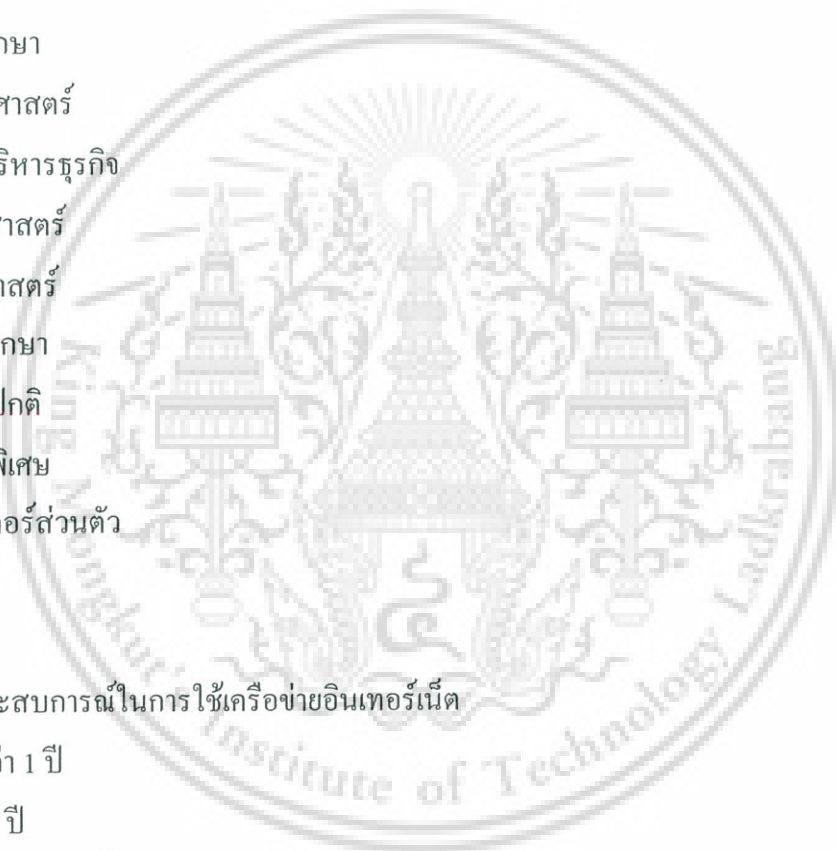 กษา
ศาสตร์
ริหารธุรกิจ
ศาสตร์
าสตร์
กษา
ปกติ
พิเศษ
อร์ส่วนตัว
ะสบการณ์ในการใช้เครือข่ายอินเทอร์เน็ต
่า 1 ปี
ปี
King Mongkut's Institute of Technology Ladkrabang